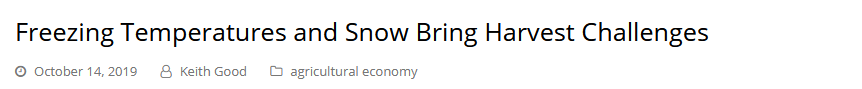 Freezing Temperatures and Snow Bring Harvest Challenges
October 14, 2019 Keith Good agricultural economy